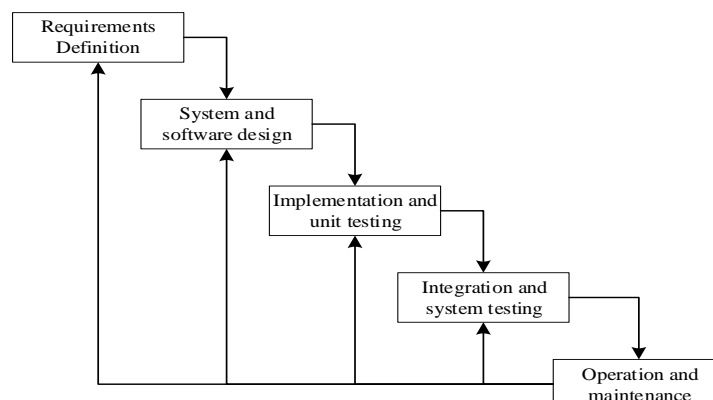 Requirements
Definition
System and
software design
Implementation and
unit testing
Integration and
system testing
Operation and
maintenance